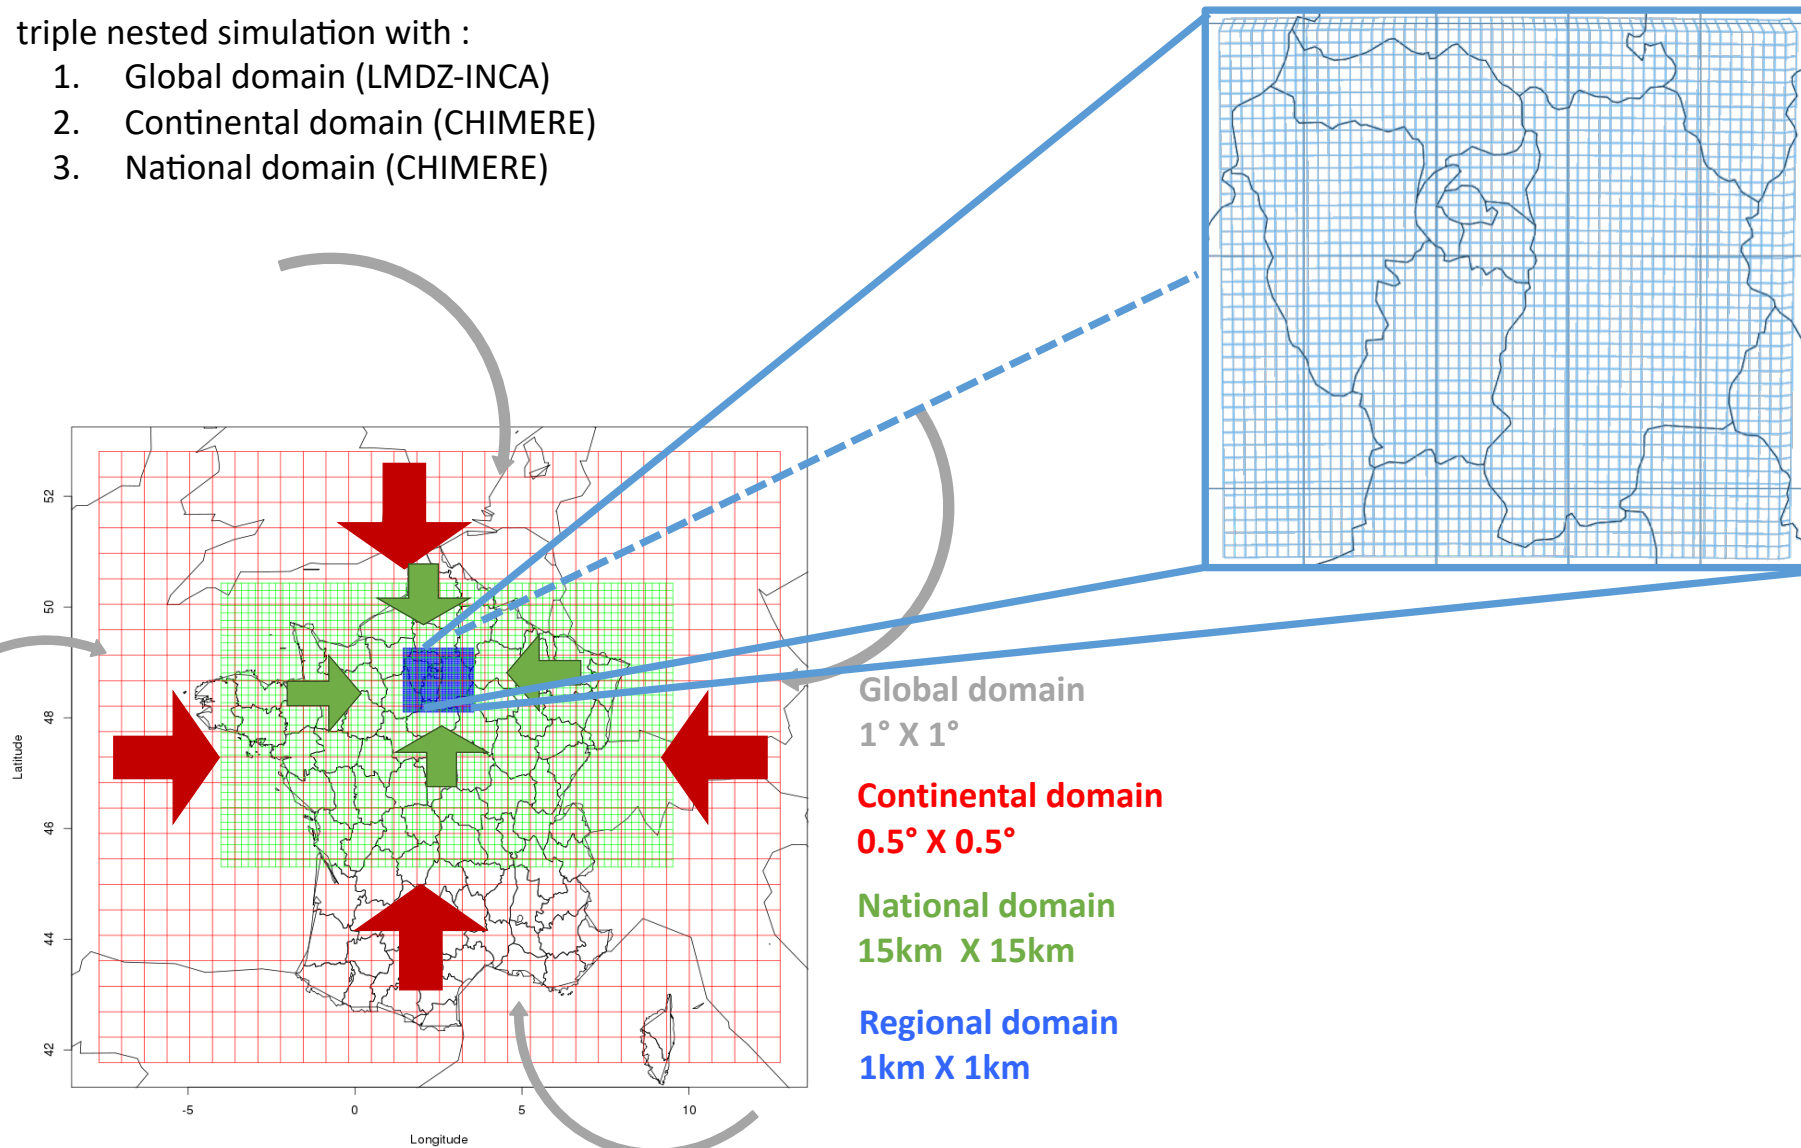 triple nested simulation with :
1. Global domain (LMDZ-INCA)
2. Continental domain (CHIMERE)
3. National domain (CHIMERE)
52
50
48
46
44
42
Latitude
-5 0 5 10
Longitude
Global domain
1° X 1°
Continental domain
0.5° X 0.5°
National domain
15km X 15km
Regional domain
1km X 1km